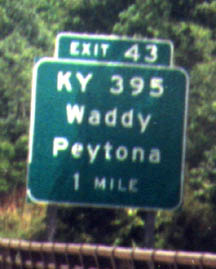 EXIT 43
KY 395
Waddy
Peytona
1 MILE